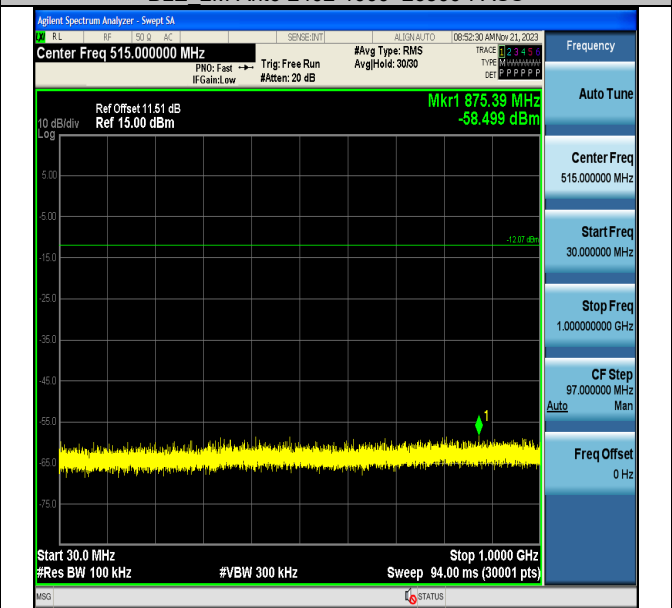 Agilent Spectrum Analyzer - Swept SA
RL RF 50 Ω AC SENSE:INT ALIGN AUTO 08:52:30 AM Nov 21, 2023
Center Freq 515.000000 MHz
PNO: Fast
IFGain:Low
Trig: Free Run
#Atten: 20 dB
#Avg Type: RMS
Avg|Hold: 30/30
TRACE 1 2 3 4 5 6
TYPE M
DET P P P P P P
Ref Offset 11.51 dB
Ref 15.00 dBm
10 dB/div
Log
Mkr1 875.39 MHz
-58.499 dBm
5.00
-5.00
-12.07 dBm
-15.0
-25.0
-35.0
-45.0
-55.0
1
-65.0
-75.0
Start 30.0 MHz
Stop 1.0000 GHz
#Res BW 100 kHz
#VBW 300 kHz
Sweep 94.00 ms (30001 pts)
MSG
STATUS
Frequency
Auto Tune
Center Freq
515.000000 MHz
Start Freq
30.000000 MHz
Stop Freq
1.000000000 GHz
CF Step
97.000000 MHz
Auto Man
Freq Offset
0 Hz